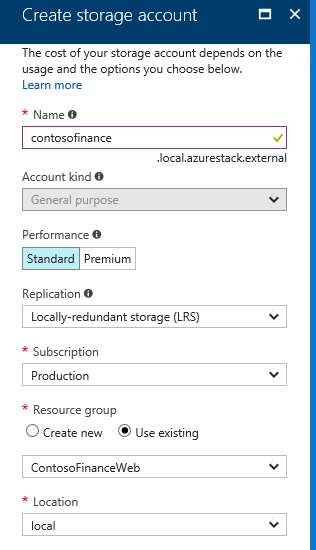 Create storage account
The cost of your storage account depends on the
usage and the options you choose below.
Learn more
* Name
contosofinance
.local.azurestack.external
Account kind
General purpose
Performance
Standard Premium
Replication
Locally-redundant storage (LRS)
* Subscription
Production
* Resource group
Create new Use existing
ContosoFinanceWeb
* Location
local